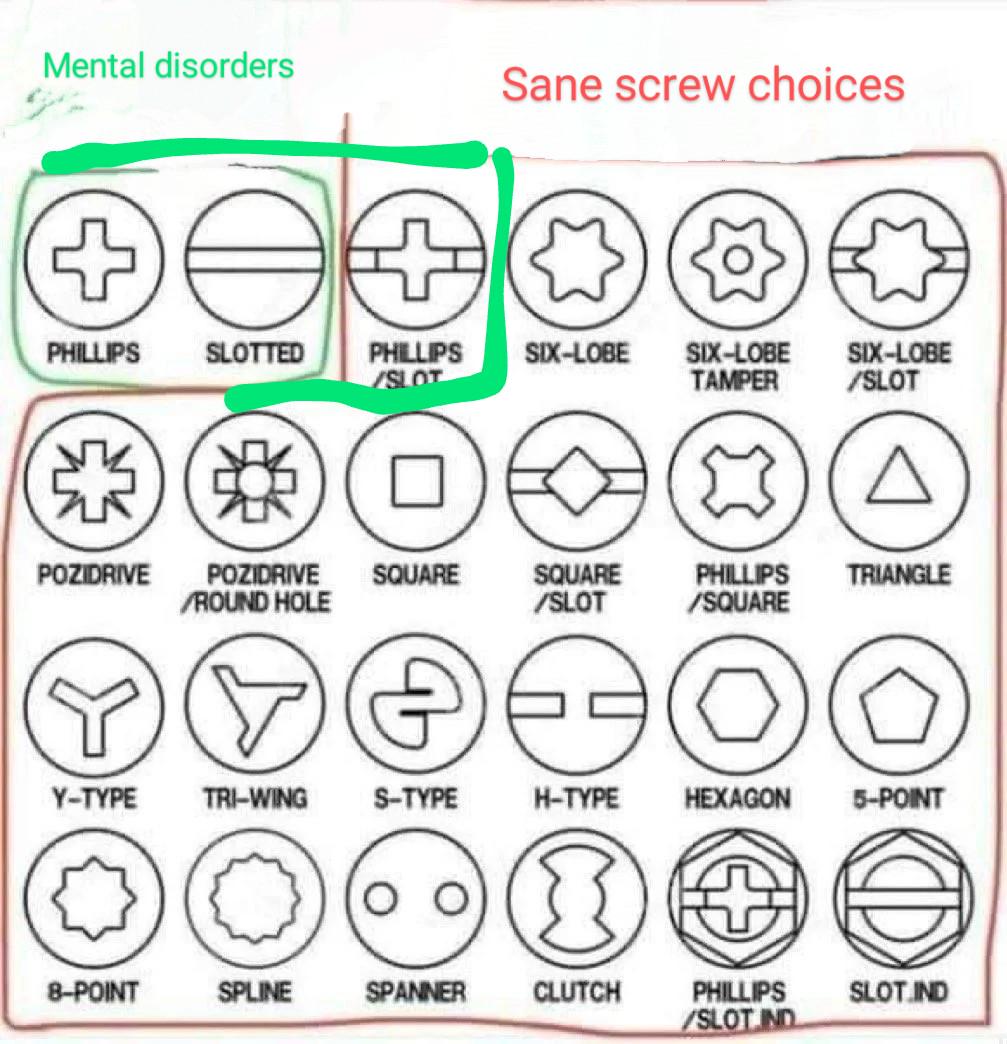 Mental disorders
Sane screw choices
PHILLIPS SLOTTED PHILLIPS SIX-LOBE SIX-LOBE SIX-LOBE
/SLOT TAMPER /SLOT
POZIDRIVE POZIDRIVE SQUARE SQUARE PHILLIPS TRIANGLE
/ROUND HOLE /SLOT /SQUARE
Y-TYPE TRI-WING S-TYPE H-TYPE HEXAGON 5-POINT
8-POINT SPLINE SPANNER CLUTCH PHILLIPS SLOT.IND
/SLOT.IND